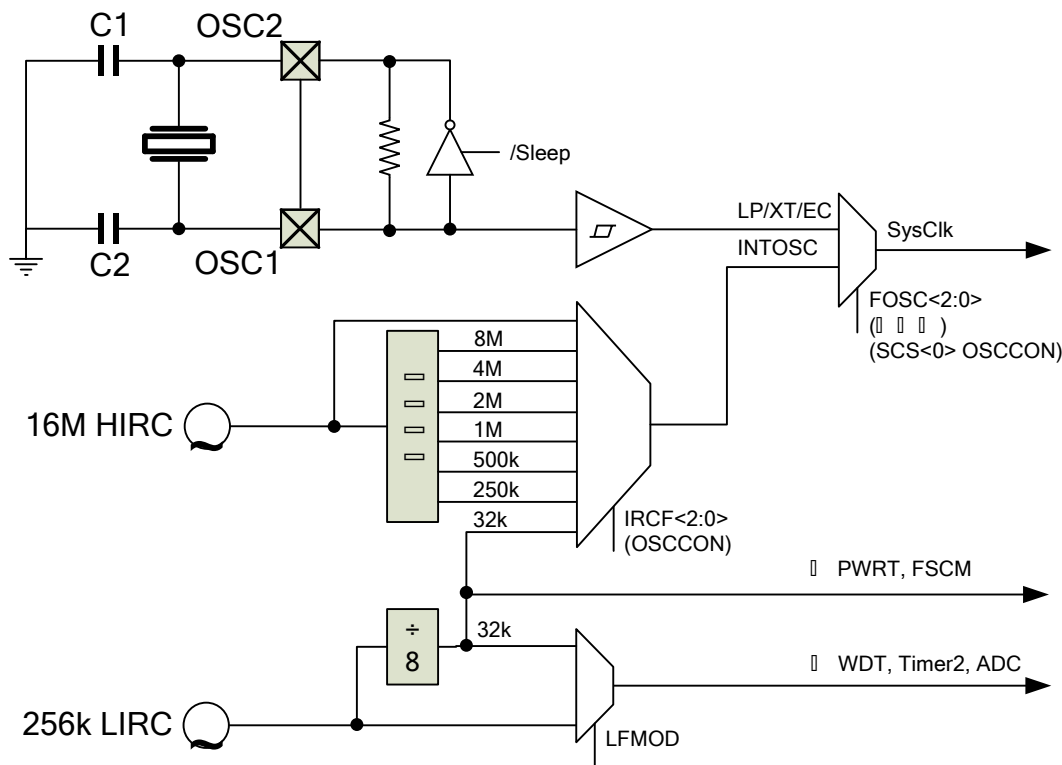 C1
OSC2
/Sleep
C2
OSC1
LP/XT/EC
INTOSC
SysClk
FOSC<2:0>
(SCS<0> OSCCON)
8M
4M
2M
1M
500k
250k
32k
16M HIRC
IRCF<2:0>
(OSCCON)
PWRT, FSCM
÷
8
32k
WDT, Timer2, ADC
256k LIRC
LFMOD